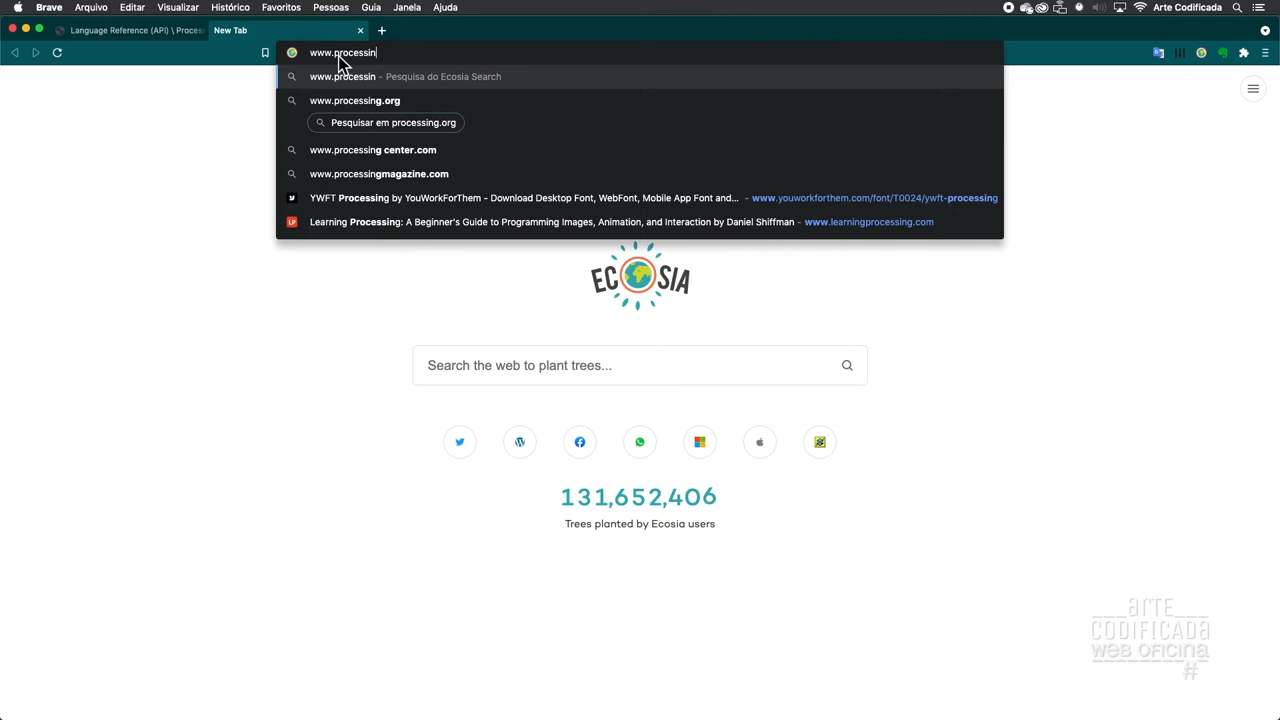 Brave Arquivo Editar Visualizar Histórico Favoritos Pessoas Guia Janela Ajuda Arte Codificada
Language Reference (API) \ Proces
New Tab
www.processin
www.processin - Pesquisa do Ecosia Search
www.processing.org
Pesquisar em processing.org
www.processing center.com
www.processingmagazine.com
YWFT Processing by YouWorkForThem - Download Desktop Font, WebFont, Mobile App Font and... - www.youworkforthem.com/font/T0024/ywft-processing
LP Learning Processing: A Beginner's Guide to Programming Images, Animation, and Interaction by Daniel Shiffman - www.learningprocessing.com
ECOSIA
Search the web to plant trees...
131,652,406
Trees planted by Ecosia users
___arte
codificada
web oficina
#